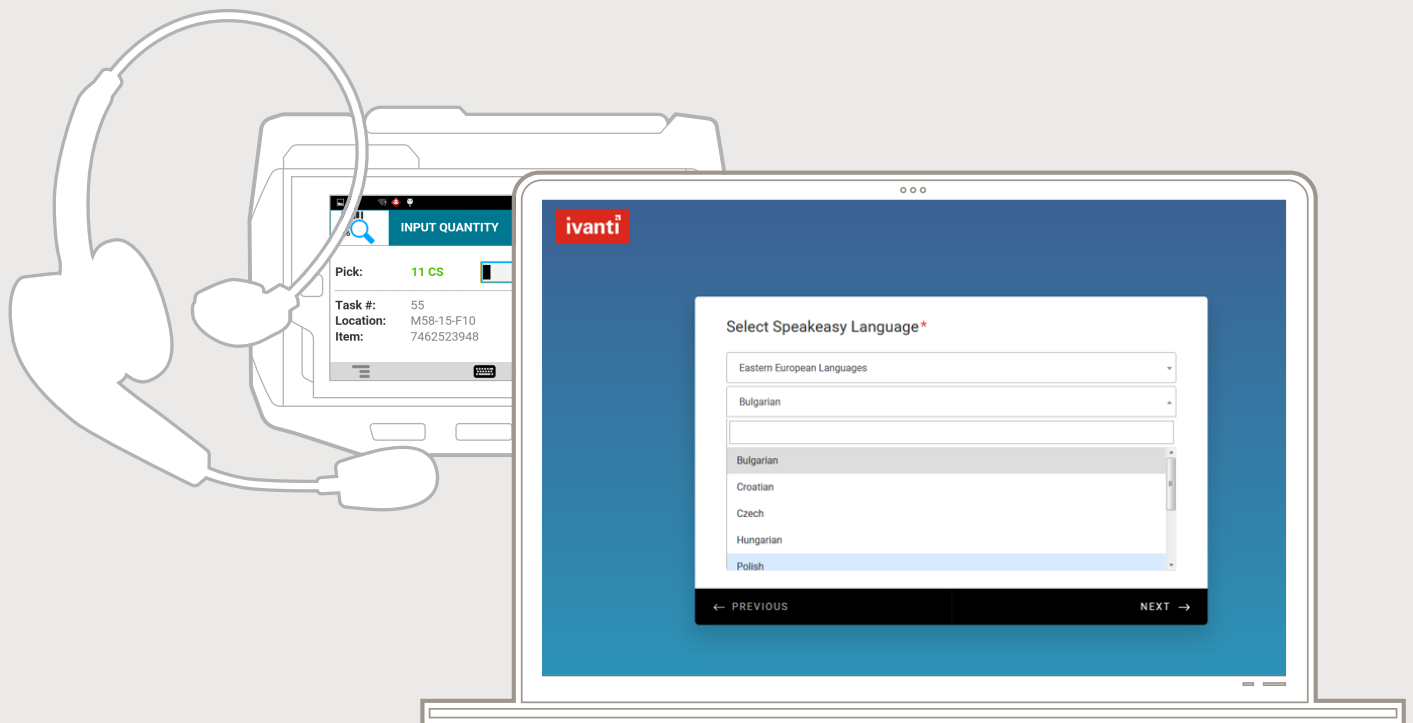 INPUT QUANTITY
Pick: 11 CS
Task #: 55
Location: M58-15-F10
Item: 7462523948
ivanti
Select Speakeasy Language*
Eastern European Languages
Bulgarian
Bulgarian
Croatian
Czech
Hungarian
Polish
← PREVIOUS
NEXT →